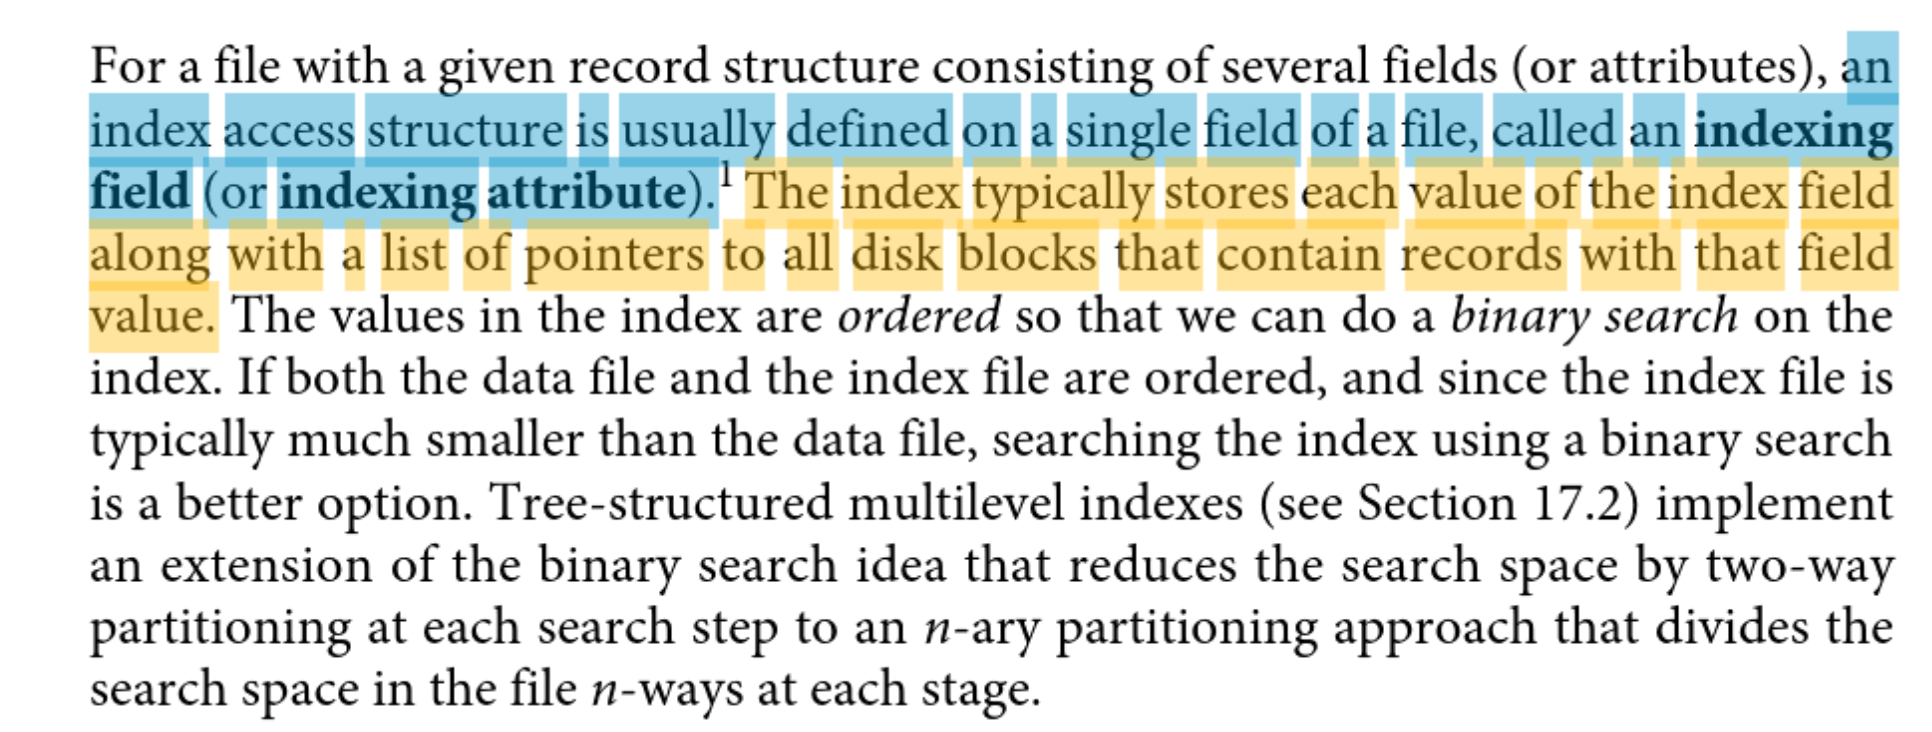 For a file with a given record structure consisting of several fields (or attributes), an
index access structure is usually defined on a single field of a file, called an indexing
field (or indexing attribute).1 The index typically stores each value of the index field
along with a list of pointers to all disk blocks that contain records with that field
value. The values in the index are ordered so that we can do a binary search on the
index. If both the data file and the index file are ordered, and since the index file is
typically much smaller than the data file, searching the index using a binary search
is a better option. Tree-structured multilevel indexes (see Section 17.2) implement
an extension of the binary search idea that reduces the search space by two-way
partitioning at each search step to an n-ary partitioning approach that divides the
search space in the file n-ways at each stage.